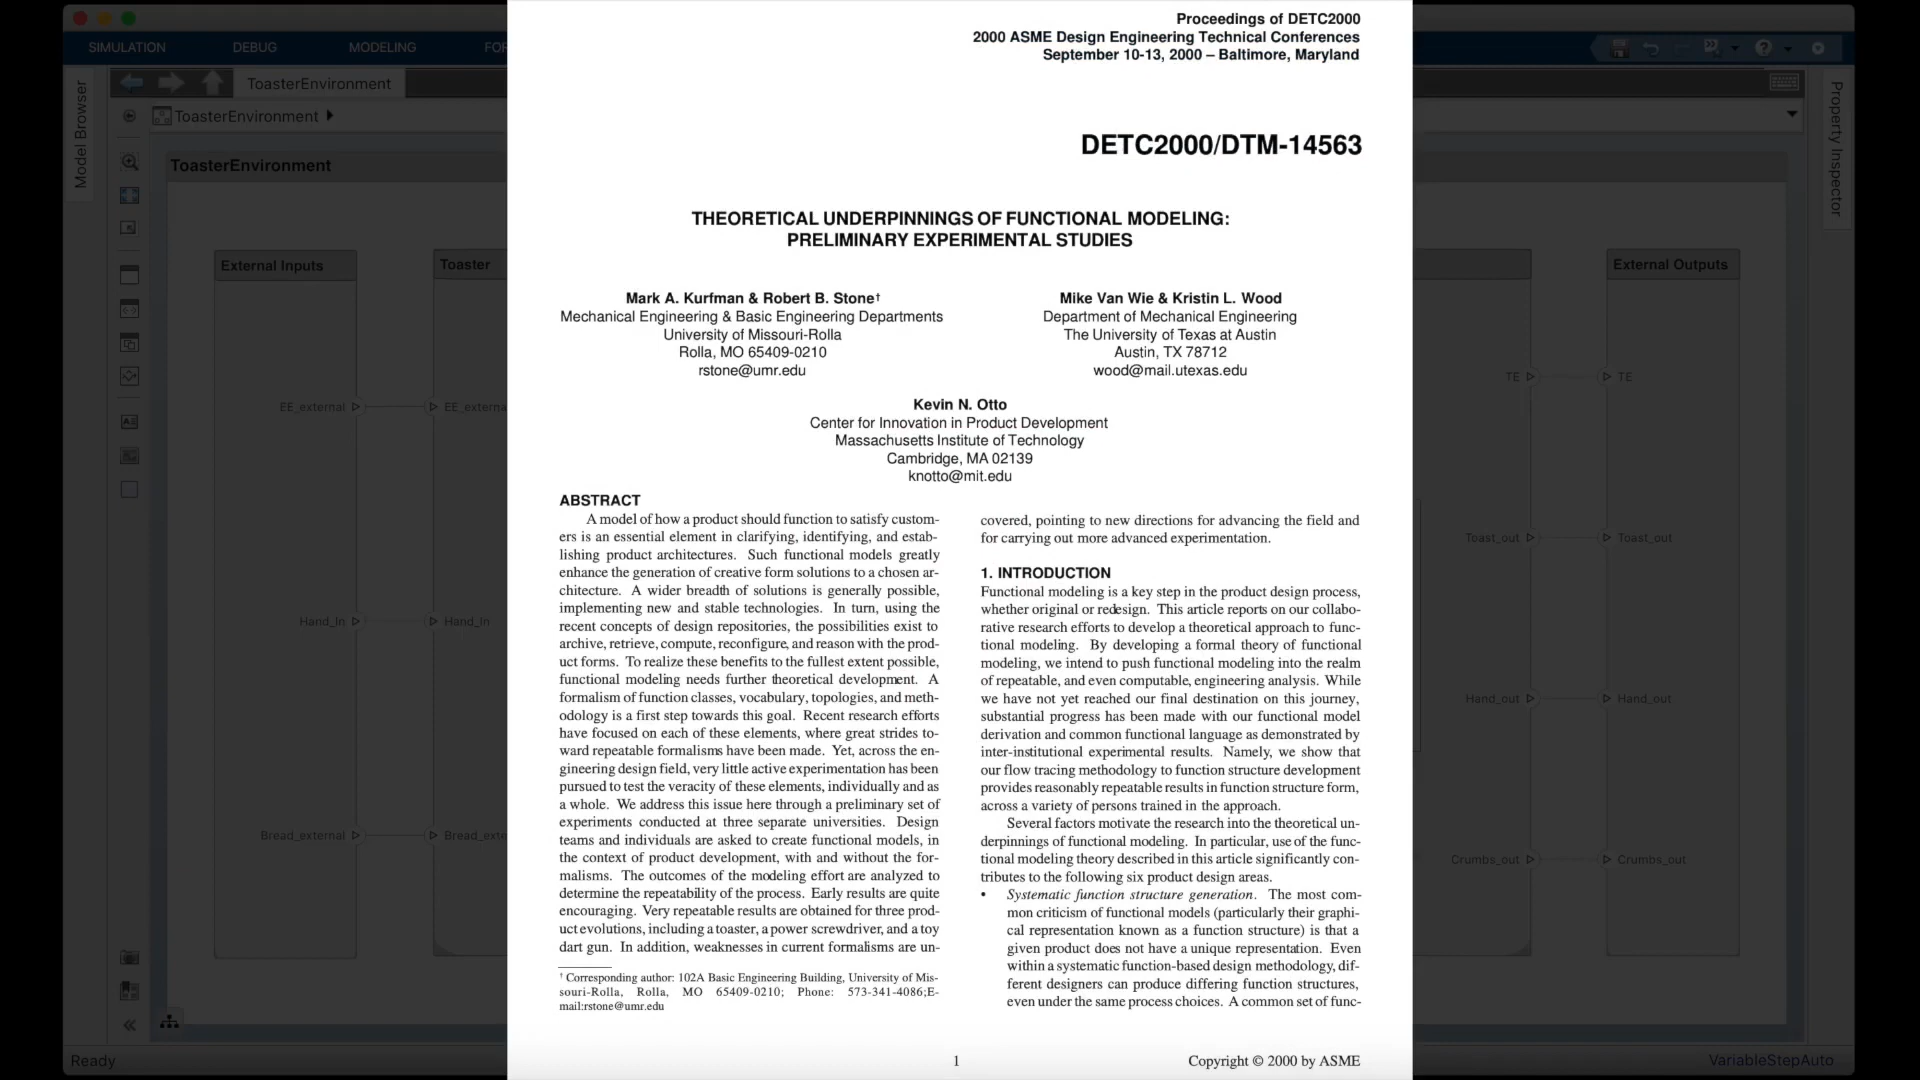 SIMULATION DEBUG MODELING FOR
ToasterEnvironment
ToasterEnvironment
ToasterEnvironment
Model Browser
Property Inspector
External Inputs
Toaster
External Outputs
EE_external
EE_externa
Hand_In
Hand_In
Bread_external
Bread_exte
TE
TE
Toast_out
Toast_out
Hand_out
Hand_out
Crumbs_out
Crumbs_out
Ready
VariableStepAuto
Proceedings of DETC2000
2000 ASME Design Engineering Technical Conferences
September 10-13, 2000 – Baltimore, Maryland
DETC2000/DTM-14563
THEORETICAL UNDERPINNINGS OF FUNCTIONAL MODELING:
PRELIMINARY EXPERIMENTAL STUDIES
Mark A. Kurfman & Robert B. Stone†
Mechanical Engineering & Basic Engineering Departments
University of Missouri-Rolla
Rolla, MO 65409-0210
rstone@umr.edu
Mike Van Wie & Kristin L. Wood
Department of Mechanical Engineering
The University of Texas at Austin
Austin, TX 78712
wood@mail.utexas.edu
Kevin N. Otto
Center for Innovation in Product Development
Massachusetts Institute of Technology
Cambridge, MA 02139
knotto@mit.edu
ABSTRACT
A model of how a product should function to satisfy custom-
ers is an essential element in clarifying, identifying, and estab-
lishing product architectures. Such functional models greatly
enhance the generation of creative form solutions to a chosen ar-
chitecture. A wider breadth of solutions is generally possible,
implementing new and stable technologies. In turn, using the
recent concepts of design repositories, the possibilities exist to
archive, retrieve, compute, reconfigure, and reason with the prod-
uct forms. To realize these benefits to the fullest extent possible,
functional modeling needs further theoretical development. A
formalism of function classes, vocabulary, topologies, and meth-
odology is a first step towards this goal. Recent research efforts
have focused on each of these elements, where great strides to-
ward repeatable formalisms have been made. Yet, across the en-
gineering design field, very little active experimentation has been
pursued to test the veracity of these elements, individually and as
a whole. We address this issue here through a preliminary set of
experiments conducted at three separate universities. Design
teams and individuals are asked to create functional models, in
the context of product development, with and without the for-
malisms. The outcomes of the modeling effort are analyzed to
determine the repeatability of the process. Early results are quite
encouraging. Very repeatable results are obtained for three prod-
uct evolutions, including a toaster, a power screwdriver, and a toy
dart gun. In addition, weaknesses in current formalisms are un-
† Corresponding author: 102A Basic Engineering Building, University of Mis-
souri-Rolla, Rolla, MO 65409-0210; Phone: 573-341-4086;E-
mail:rstone@umr.edu
covered, pointing to new directions for advancing the field and
for carrying out more advanced experimentation.
1. INTRODUCTION
Functional modeling is a key step in the product design process,
whether original or redesign. This article reports on our collabo-
rative research efforts to develop a theoretical approach to func-
tional modeling. By developing a formal theory of functional
modeling, we intend to push functional modeling into the realm
of repeatable, and even computable, engineering analysis. While
we have not yet reached our final destination on this journey,
substantial progress has been made with our functional model
derivation and common functional language as demonstrated by
inter-institutional experimental results. Namely, we show that
our flow tracing methodology to function structure development
provides reasonably repeatable results in function structure form,
across a variety of persons trained in the approach.
Several factors motivate the research into the theoretical un-
derpinnings of functional modeling. In particular, use of the func-
tional modeling theory described in this article significantly con-
tributes to the following six product design areas.
• Systematic function structure generation. The most com-
mon criticism of functional models (particularly their graphi-
cal representation known as a function structure) is that a
given product does not have a unique representation. Even
within a systematic function-based design methodology, dif-
ferent designers can produce differing function structures,
even under the same process choices. A common set of func-
1
Copyright © 2000 by ASME